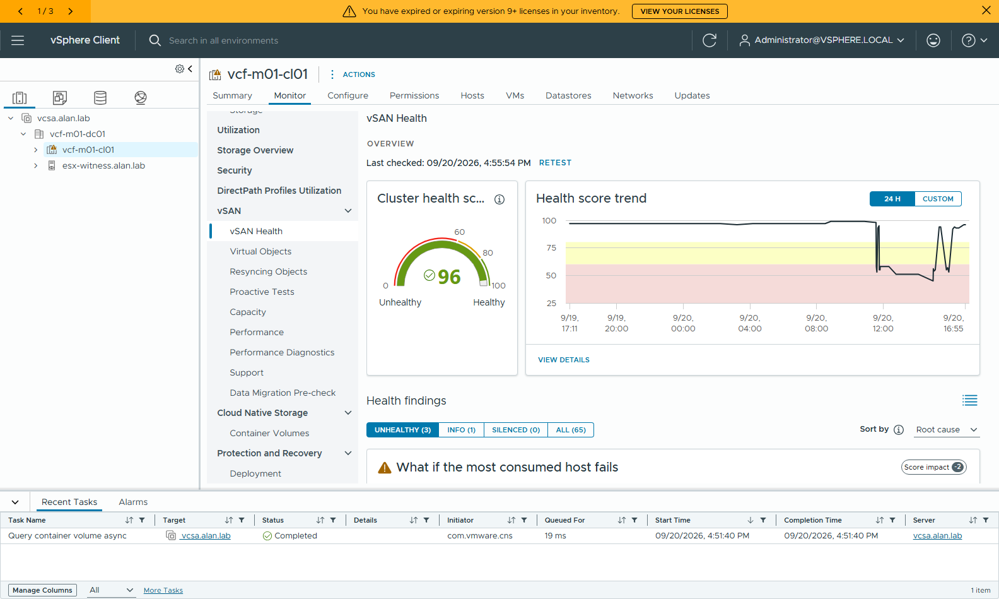 1 / 3
You have expired or expiring version 9+ licenses in your inventory.
VIEW YOUR LICENSES
vSphere Client
Search in all environments
Administrator@VSPHERE.LOCAL
vcsa.alan.lab
vcf-m01-dc01
vcf-m01-cl01
esx-witness.alan.lab
vcf-m01-cl01
ACTIONS
Summary Monitor Configure Permissions Hosts VMs Datastores Networks Updates
Storage
Utilization
Storage Overview
Security
DirectPath Profiles Utilization
vSAN
vSAN Health
Virtual Objects
Resyncing Objects
Proactive Tests
Capacity
Performance
Performance Diagnostics
Support
Data Migration Pre-check
Cloud Native Storage
Container Volumes
Protection and Recovery
Deployment
vSAN Health
OVERVIEW
Last checked: 09/20/2026, 4:55:54 PM RETEST
Cluster health sc...
60
80
0
96
100
Unhealthy Healthy
Health score trend
24 H CUSTOM
100
75
50
25
9/19, 17:11
9/19, 20:00
9/20, 00:00
9/20, 04:00
9/20, 08:00
9/20, 12:00
9/20, 16:55
VIEW DETAILS
Health findings
UNHEALTHY (3) INFO (1) SILENCED (0) ALL (65)
Sort by Root cause
What if the most consumed host fails
Score impact -2
Recent Tasks Alarms
Task Name Target Status Details Initiator Queued For Start Time Completion Time Server
Query container volume async vcsa.alan.lab Completed com.vmware.cns 19 ms 09/20/2026, 4:51:40 PM 09/20/2026, 4:51:40 PM vcsa.alan.lab
Manage Columns All More Tasks 1 item